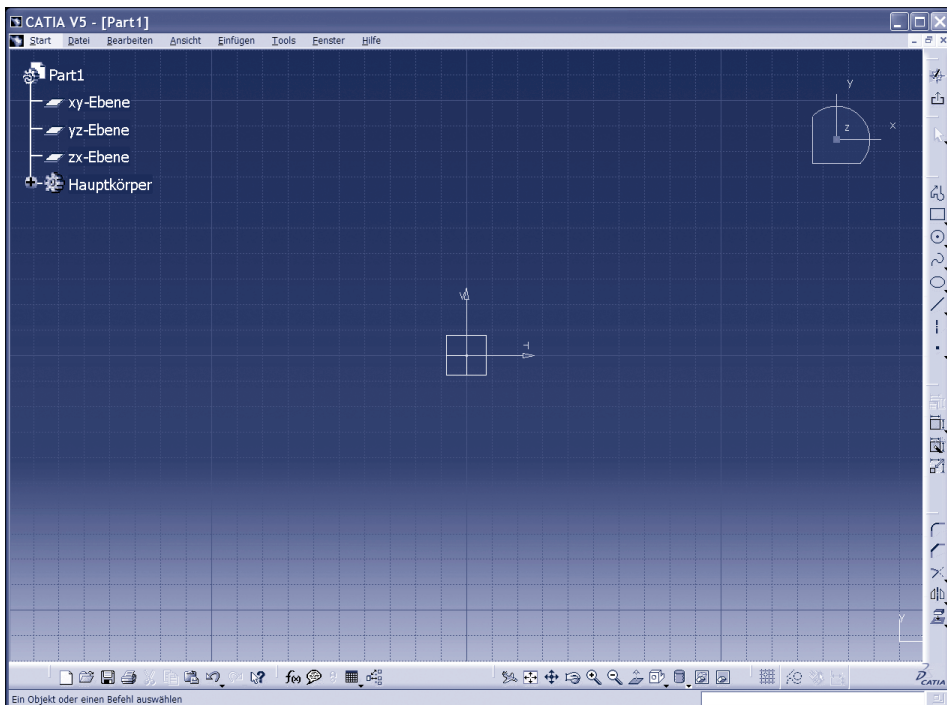 CATIA V5 - [Part1]
Start Datei Bearbeiten Ansicht Einfügen Tools Fenster Hilfe
Part1
xy-Ebene
yz-Ebene
zx-Ebene
Hauptkörper
y
z
x
V
H
y
f(x)
CATIA
Ein Objekt oder einen Befehl auswählen